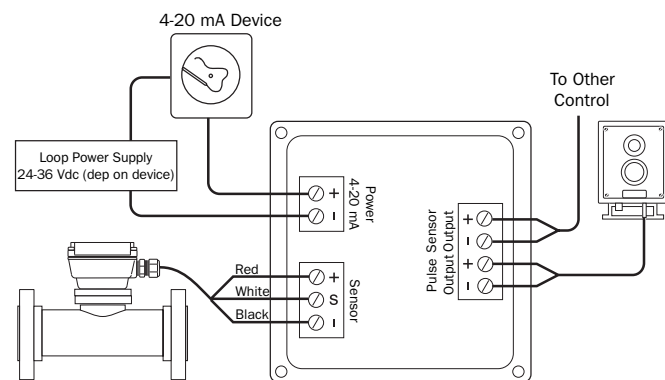 4-20 mA Device
To Other
Control
Loop Power Supply
24-36 Vdc (dep on device)
+
-
Power
4-20 mA
Red
White
Black
+
S
-
Sensor
Pulse Sensor
Output Output
+
-
+
-